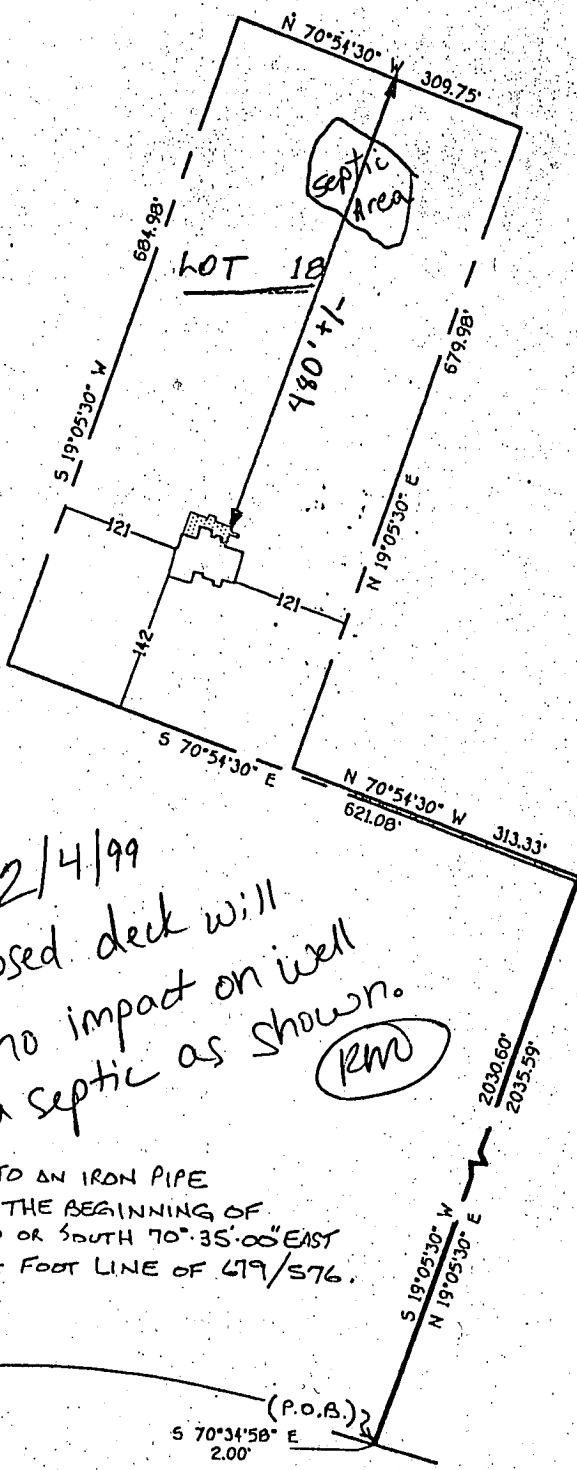 N 70°54'30" W
309.75'
Septic
Area
684.98'
LOT 18
480' +/-
679.98'
S 19°05'30" W
N 19°05'30" E
121
121
142
S 70°54'30" E
N 70°54'30" W
621.08'
313.33'
2/4/99
deck will
no impact on well
septic as shown.
2030.60'
2035.59'
TO AN IRON PIPE
THE BEGINNING OF
OR SOUTH 70°-35'-00" EAST
FOOT LINE OF 679/576.
S 19°05'30" W
N 19°05'30" E
(P.O.B.)
S 70°34'58" E
2.00'